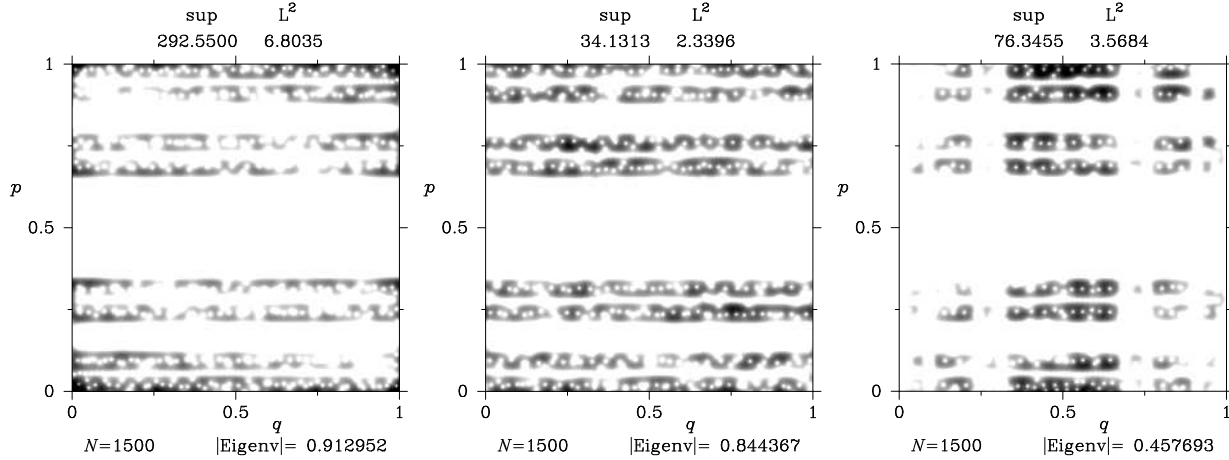 sup L²
292.5500 6.8035
1
p
0.5
0
0 0.5 1
q
N=1500 |Eigenv|= 0.912952
sup L²
34.1313 2.3396
1
p
0.5
0
0 0.5 1
q
N=1500 |Eigenv|= 0.844367
sup L²
76.3455 3.5684
1
p
0.5
0
0 0.5 1
q
N=1500 |Eigenv|= 0.457693